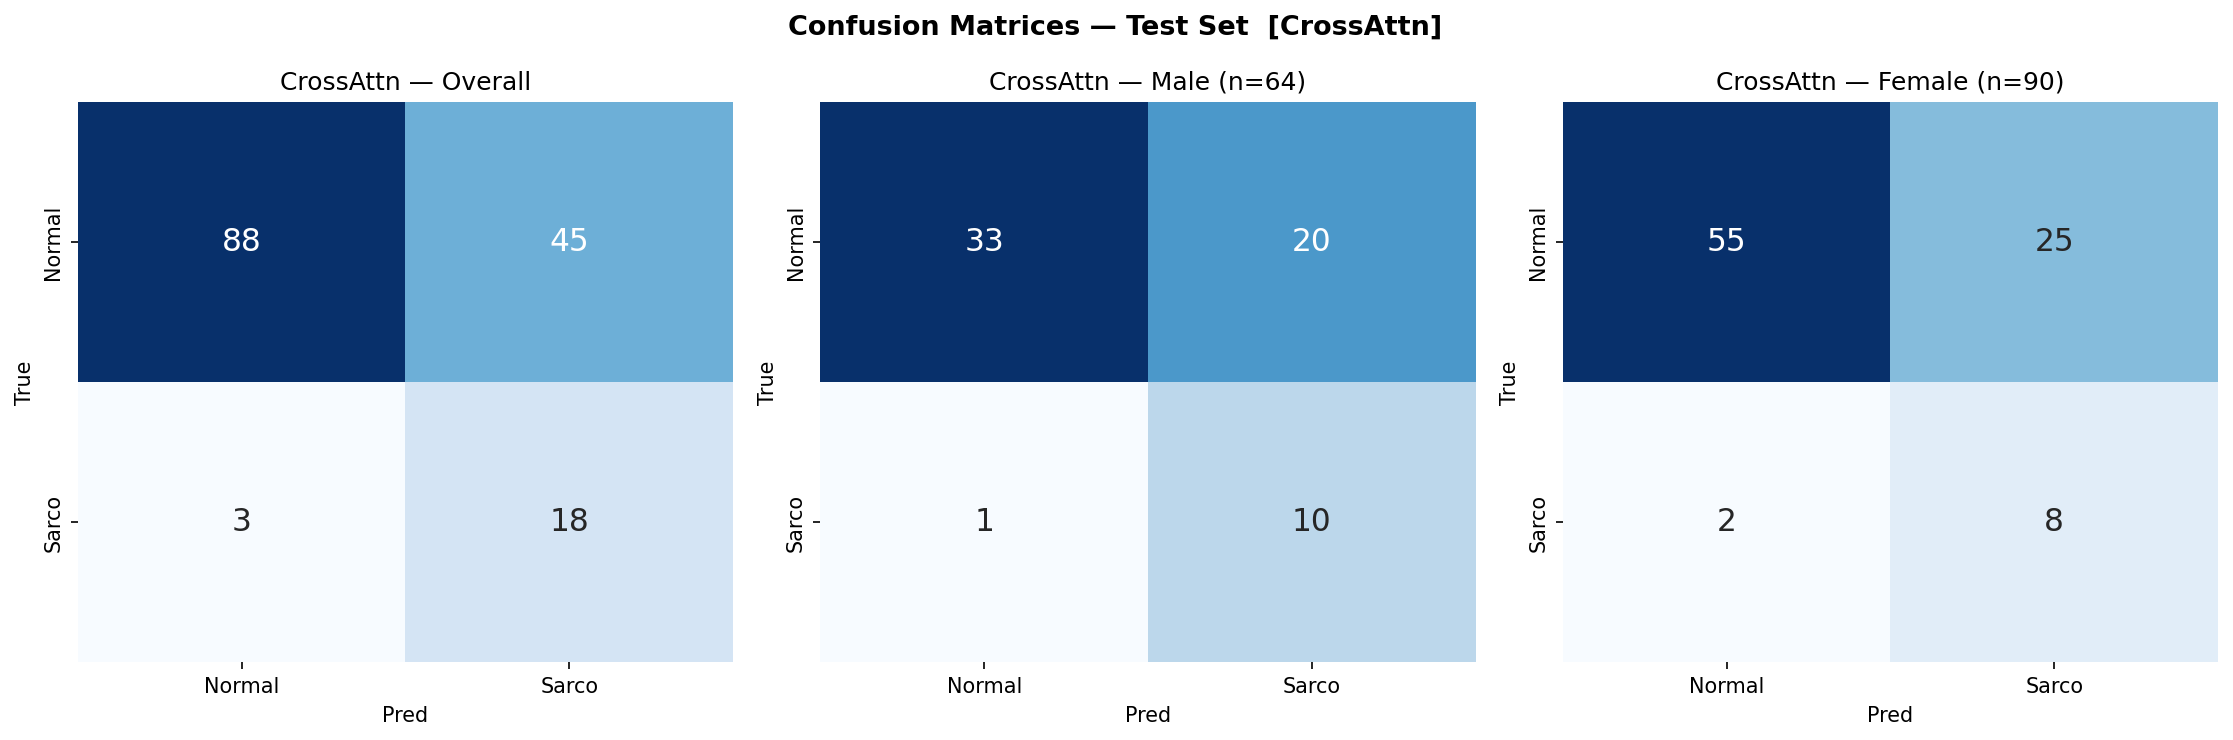 Confusion Matrices — Test Set  [CrossAttn]
CrossAttn — Overall
True
Normal
88
45
Sarco
3
18
Normal
Sarco
Pred
CrossAttn — Male (n=64)
True
Normal
33
20
Sarco
1
10
Normal
Sarco
Pred
CrossAttn — Female (n=90)
True
Normal
55
25
Sarco
2
8
Normal
Sarco
Pred